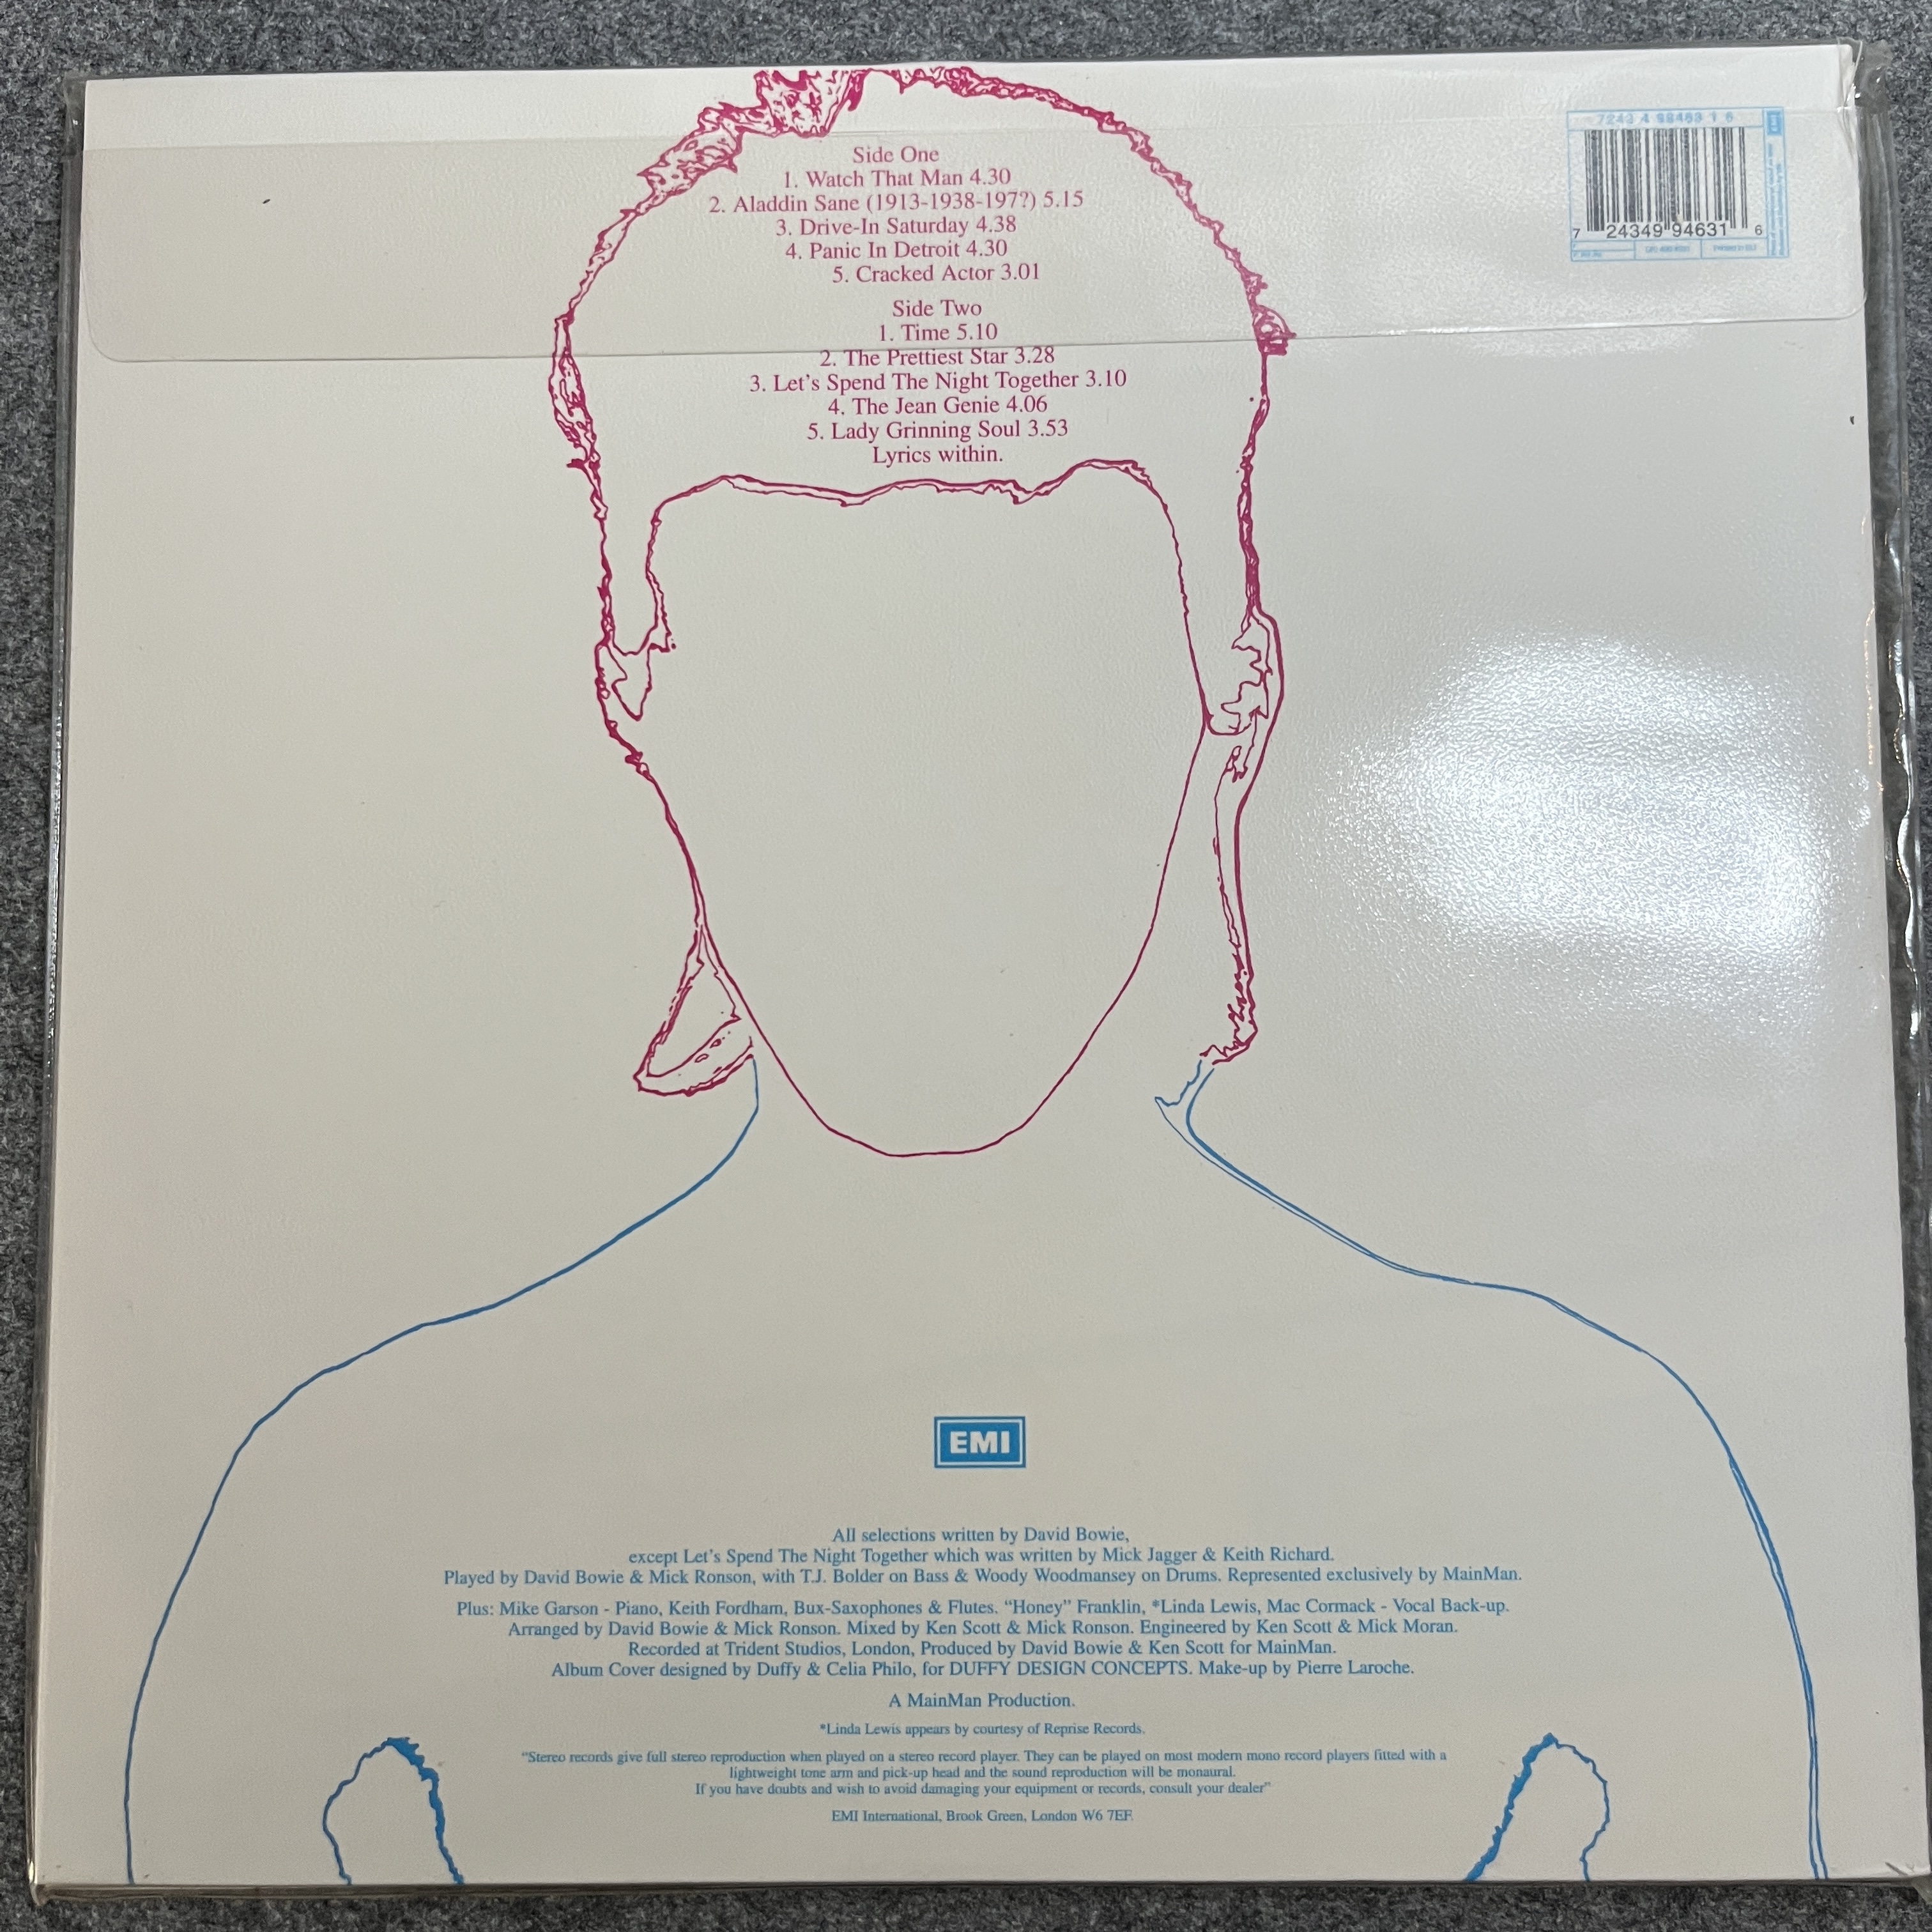 Side One
1. Watch That Man 4.30
2. Aladdin Sane (1913-1938-197?) 5.15
3. Drive-In Saturday 4.38
4. Panic In Detroit 4.30
5. Cracked Actor 3.01
Side Two
1. Time 5.10
2. The Prettiest Star 3.28
3. Let's Spend The Night Together 3.10
4. The Jean Genie 4.06
5. Lady Grinning Soul 3.53
Lyrics within.
7 24349 94631 6
EMI
All selections written by David Bowie,
except Let's Spend The Night Together which was written by Mick Jagger & Keith Richard.
Played by David Bowie & Mick Ronson, with T.J. Bolder on Bass & Woody Woodmansey on Drums. Represented exclusively by MainMan.
Plus: Mike Garson - Piano, Keith Fordham, Bux-Saxophones & Flutes. “Honey” Franklin, *Linda Lewis, Mac Cormack - Vocal Back-up.
Arranged by David Bowie & Mick Ronson. Mixed by Ken Scott & Mick Ronson. Engineered by Ken Scott & Mick Moran.
Recorded at Trident Studios, London, Produced by David Bowie & Ken Scott for MainMan.
Album Cover designed by Duffy & Celia Philo, for DUFFY DESIGN CONCEPTS. Make-up by Pierre Laroche.
A MainMan Production.
*Linda Lewis appears by courtesy of Reprise Records.
“Stereo records give full stereo reproduction when played on a stereo record player. They can be played on most modern mono record players fitted with a
lightweight tone arm and pick-up head and the sound reproduction will be monaural.
If you have doubts and wish to avoid damaging your equipment or records, consult your dealer”
EMI International, Brook Green, London W6 7EF.